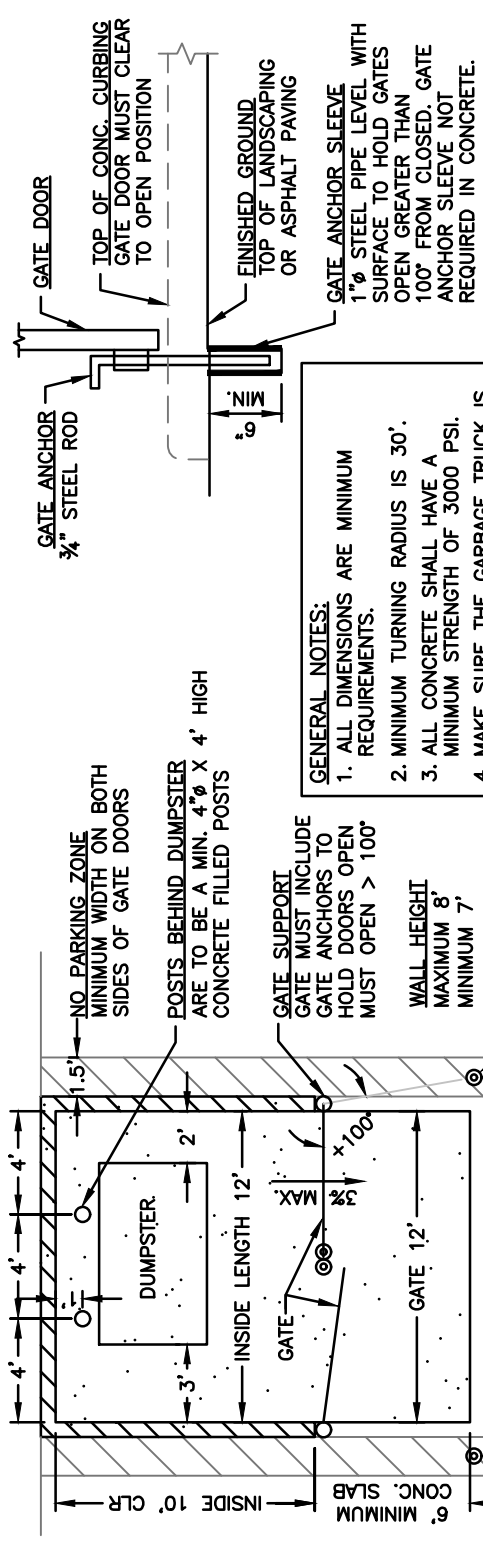 GATE ANCHOR
¾" STEEL ROD
GATE DOOR
TOP OF CONC. CURBING
GATE DOOR MUST CLEAR
TO OPEN POSITION
FINISHED GROUND
TOP OF LANDSCAPING
OR ASPHALT PAVING
GATE ANCHOR SLEEVE
1"ø STEEL PIPE LEVEL WITH
SURFACE TO HOLD GATES
OPEN GREATER THAN
100° FROM CLOSED. GATE
ANCHOR SLEEVE NOT
REQUIRED IN CONCRETE.
6"
MIN.
NO PARKING ZONE
MINIMUM WIDTH ON BOTH
SIDES OF GATE DOORS
POSTS BEHIND DUMPSTER
ARE TO BE A MIN. 4"ø X 4' HIGH
CONCRETE FILLED POSTS
GATE SUPPORT
GATE MUST INCLUDE
GATE ANCHORS TO
HOLD DOORS OPEN
MUST OPEN > 100°
WALL HEIGHT
MAXIMUM 8'
MINIMUM 7'
GENERAL NOTES:
1. ALL DIMENSIONS ARE MINIMUM
REQUIREMENTS.
2. MINIMUM TURNING RADIUS IS 30'.
3. ALL CONCRETE SHALL HAVE A
MINIMUM STRENGTH OF 3000 PSI.
4. MAKE SURE THE GARBAGE TRUCK IS
4'
4'
4'
1.5'
1'
DUMPSTER
2'
3'
INSIDE LENGTH 12'
GATE
3%
MAX.
+100°
GATE 12'
INSIDE 10' CLR
6' MINIMUM
CONC. SLAB